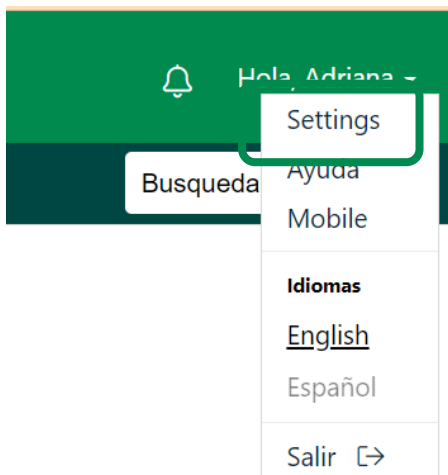 Hola, Adriana
Settings
Busqueda
Ayuda
Mobile
Idiomas
English
Español
Salir